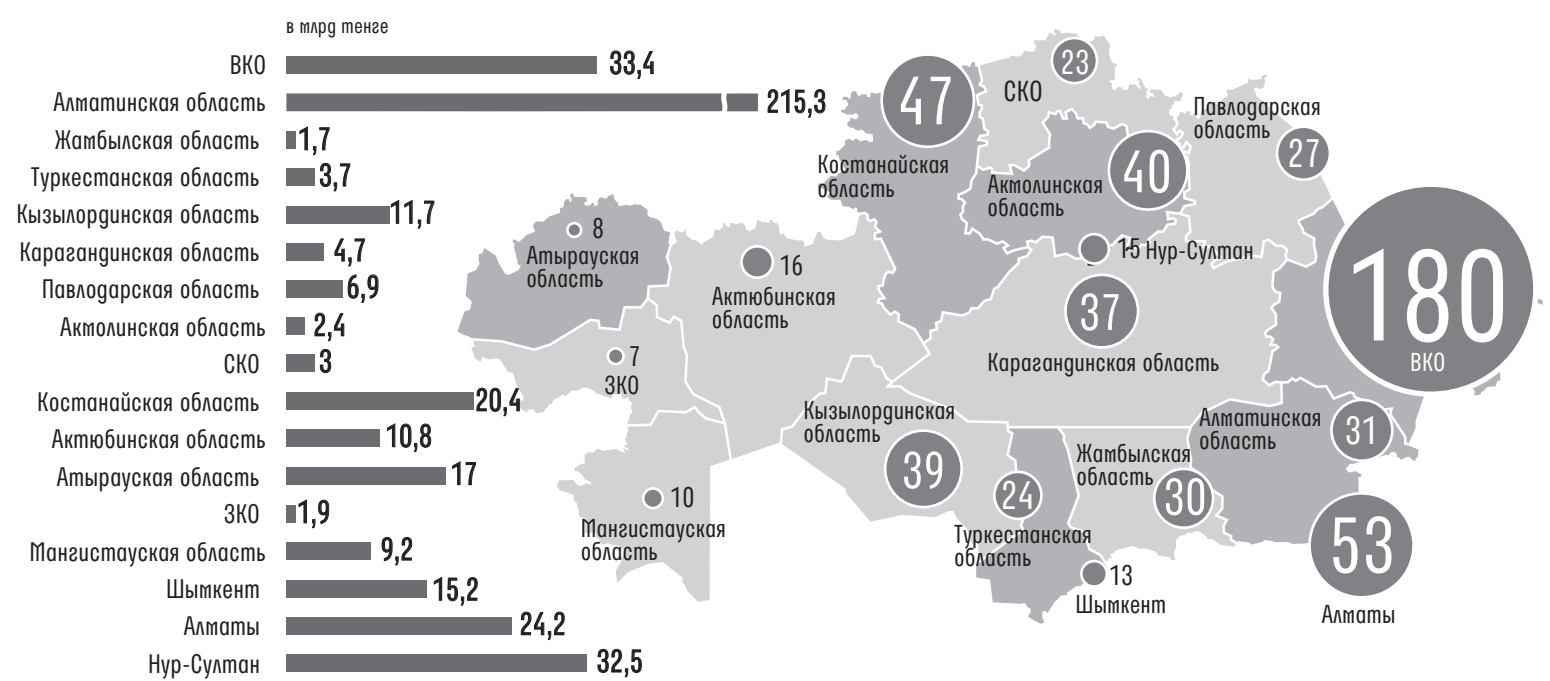 в млрд тенге
ВКО 33,4
Алматинская область 215,3
Жамбылская область 1,7
Туркестанская область 3,7
Кызылординская область 11,7
Карагандинская область 4,7
Павлодарская область 6,9
Акмолинская область 2,4
СКО 3
Костанайская область 20,4
Актюбинская область 10,8
Атырауская область 17
ЗКО 1,9
Мангистауская область 9,2
Шымкент 15,2
Алматы 24,2
Нур-Султан 32,5
47
Костанайская
область
СКО
23
Павлодарская
область
27
Акмолинская
область
40
15 Нур-Султан
8
Атырауская
область
16
Актюбинская
область
37
Карагандинская область
180
ВКО
7
ЗКО
Кызылординская
область
39
Алматинская
область
31
Жамбылская
область
30
24
Туркестанская
область
10
Мангистауская
область
13
Шымкент
53
Алматы